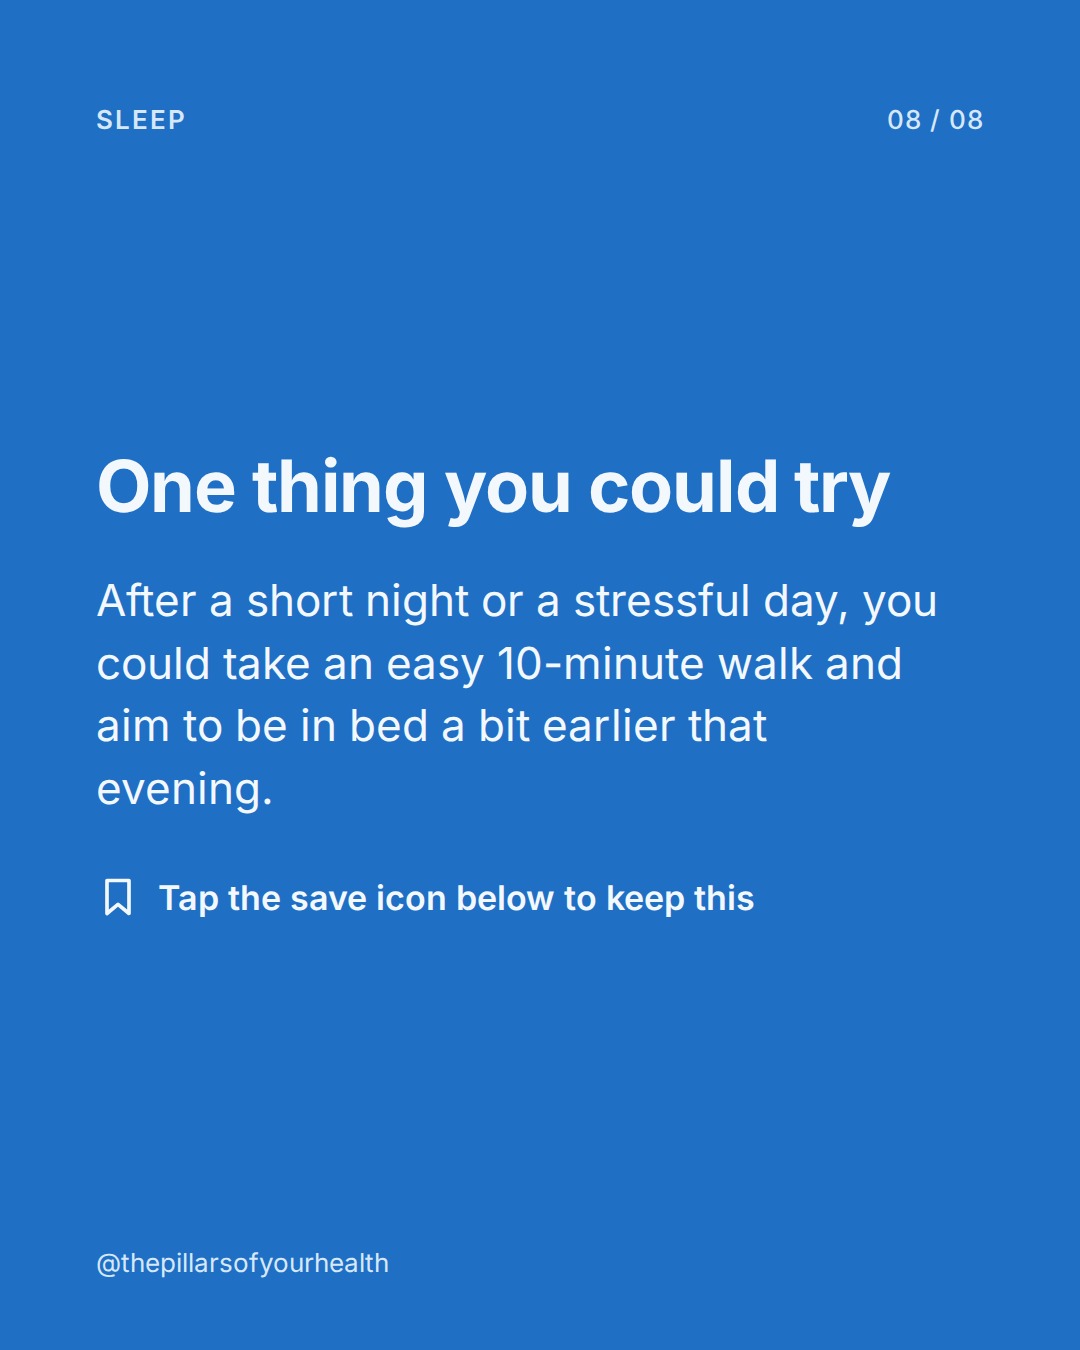 SLEEP
08 / 08
One thing you could try
After a short night or a stressful day, you
could take an easy 10-minute walk and
aim to be in bed a bit earlier that
evening.
Tap the save icon below to keep this
@thepillarsofyourhealth